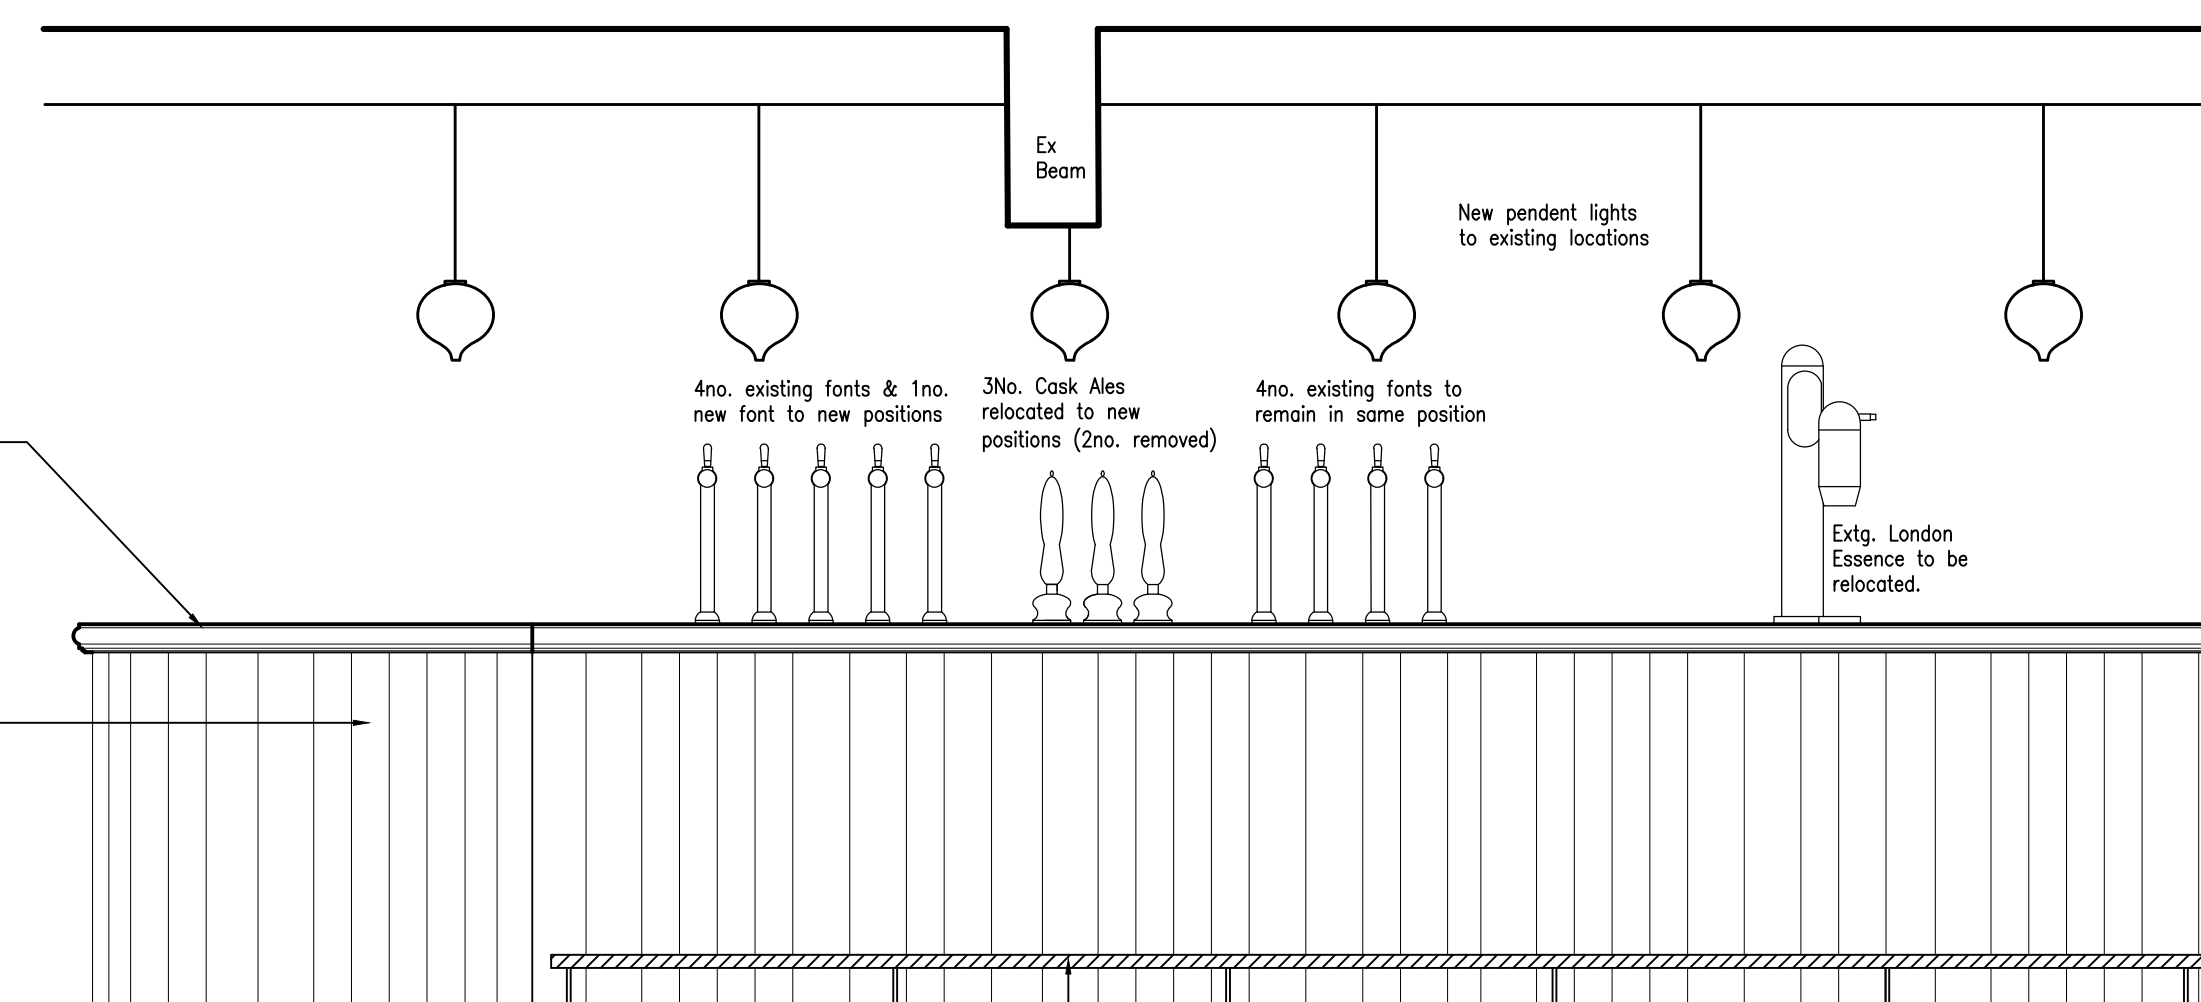 Ex
Beam
New pendent lights
to existing locations
4no. existing fonts & 1no.
new font to new positions
3No. Cask Ales
relocated to new
positions (2no. removed)
4no. existing fonts to
remain in same position
Extg. London
Essence to be
relocated.